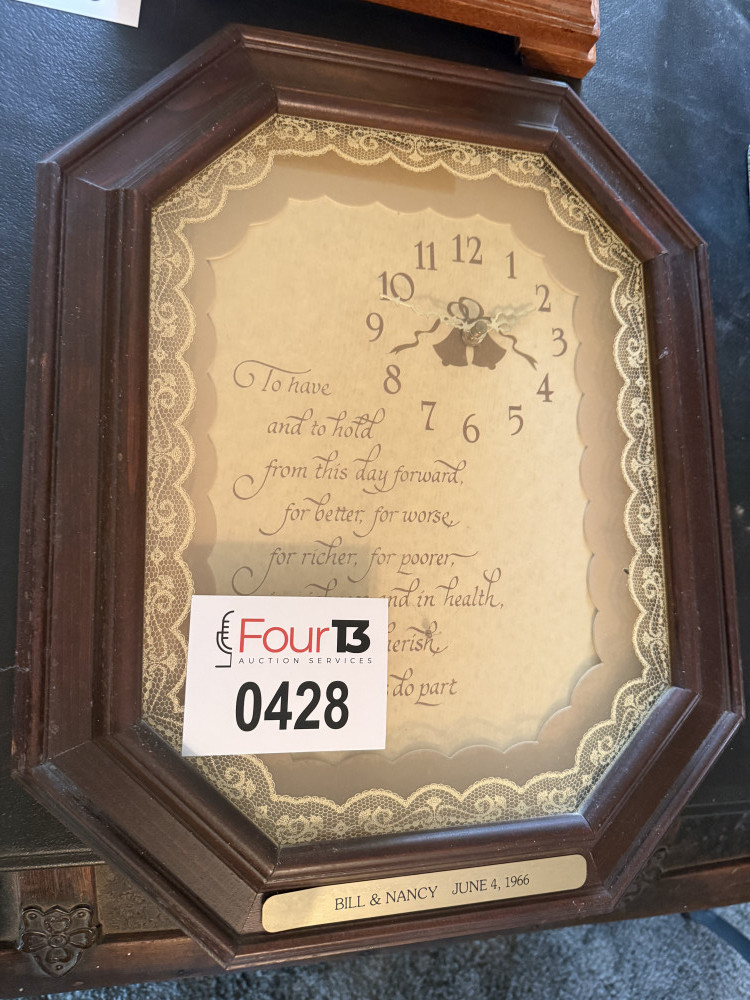 12
11 1
10 2
9 3
8 4
7 6 5
To have
and to hold
from this day forward,
for better, for worse,
for richer, for poorer,
and in health,
do part
FourT3
AUCTION SERVICES
0428
BILL & NANCY JUNE 4, 1966